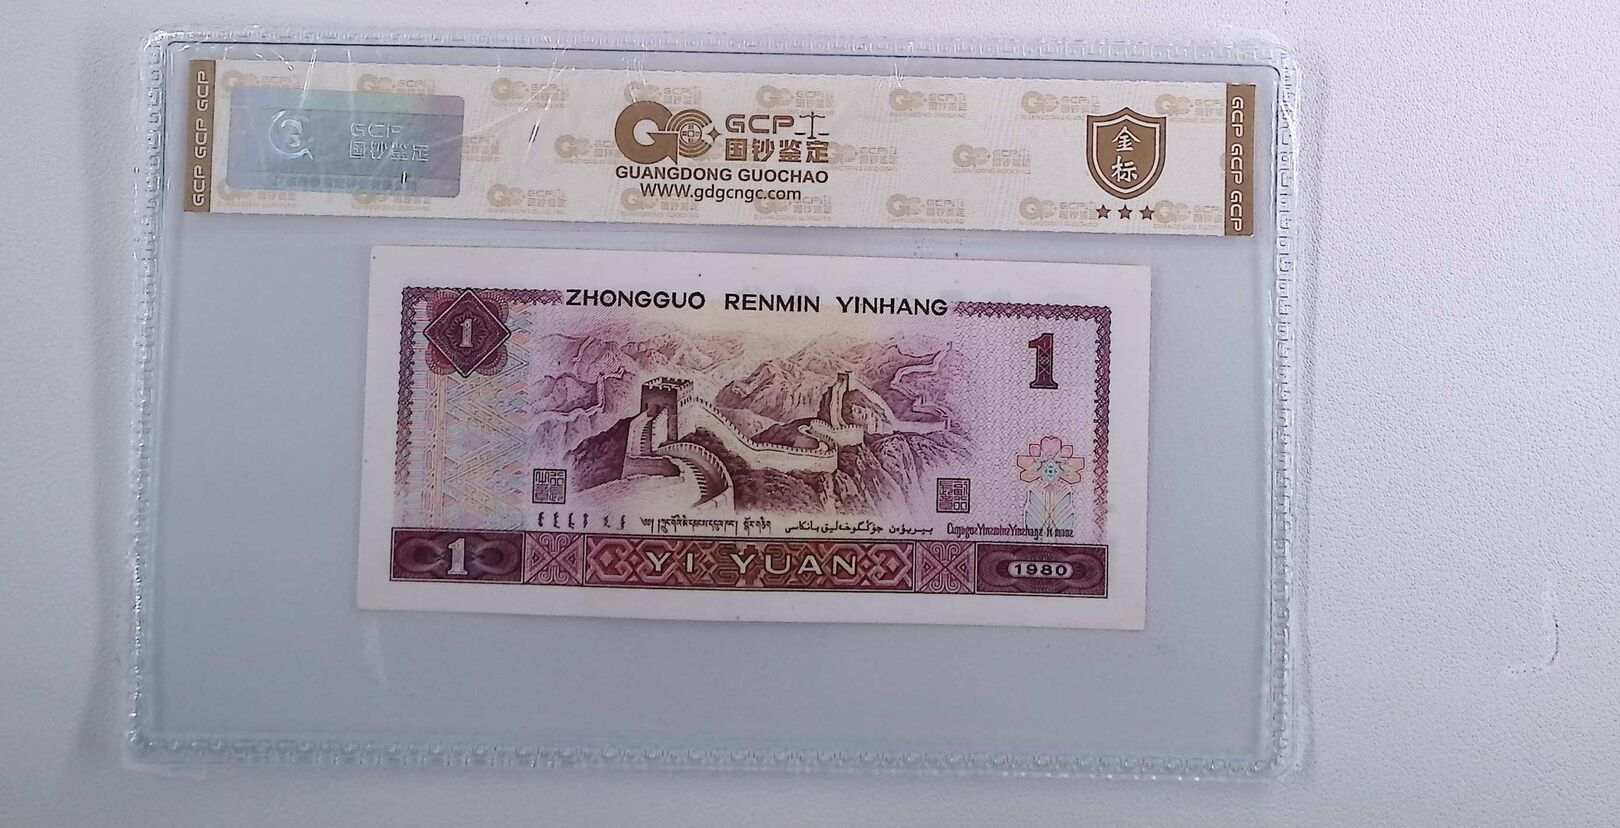 GCP
国钞鉴定
GCP GCP GCP
GCP
国钞鉴定
GUANGDONG GUOCHAO
WWW.gdgcngc.com
金
标
GCP GCP GCP
ZHONGGUO RENMIN YINHANG
1
1
1
YI YUAN
1980